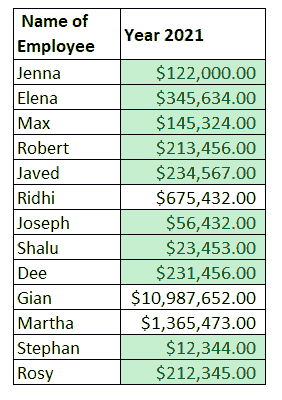 Name of
Employee Year 2021
Jenna $122,000.00
Elena $345,634.00
Max $145,324.00
Robert $213,456.00
Javed $234,567.00
Ridhi $675,432.00
Joseph $56,432.00
Shalu $23,453.00
Dee $231,456.00
Gian $10,987,652.00
Martha $1,365,473.00
Stephan $12,344.00
Rosy $212,345.00